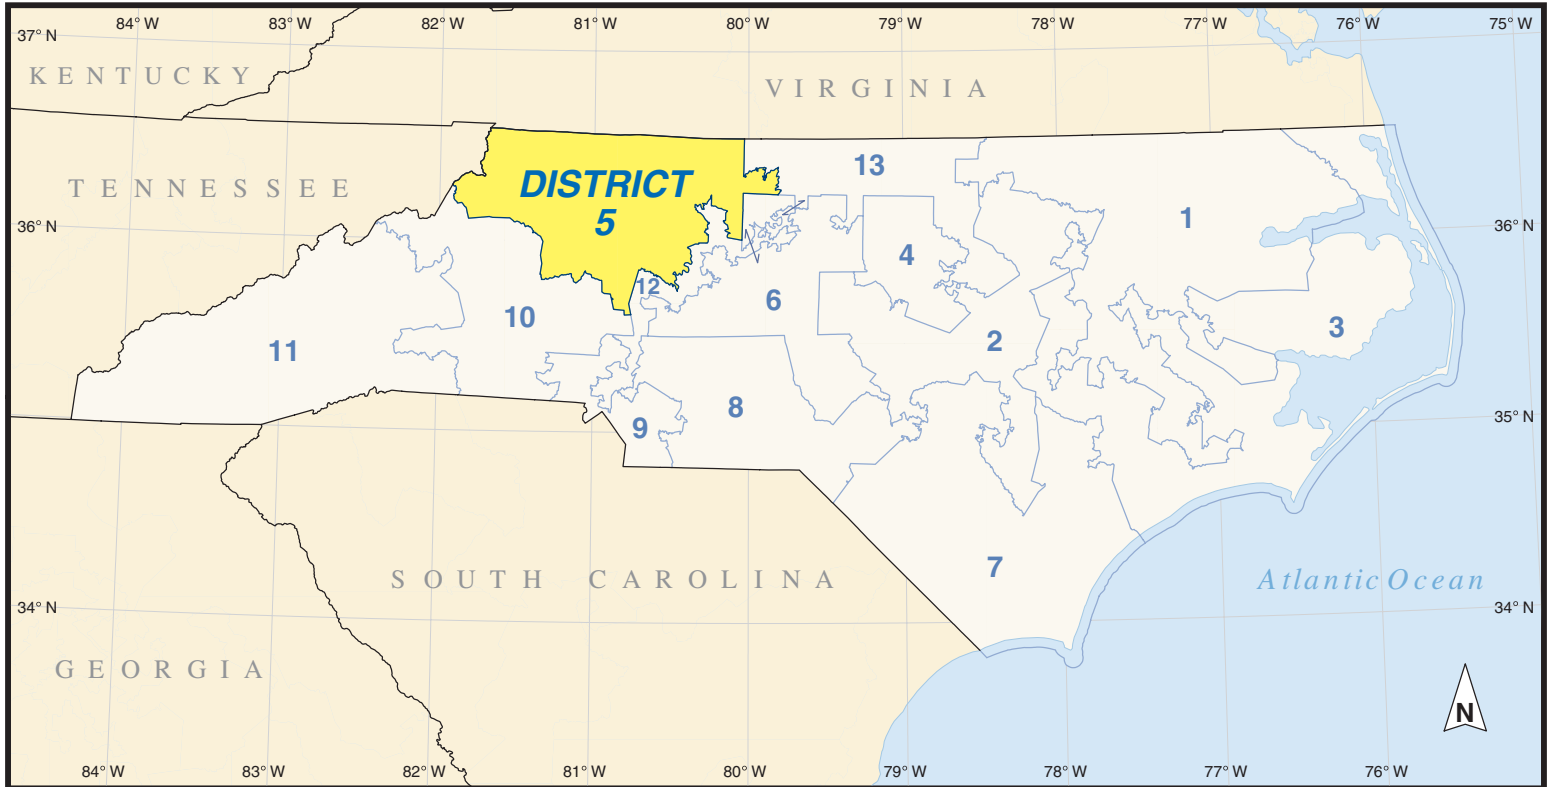 84° W 83° W 82° W 81° W 80° W 79° W 78° W 77° W 76° W 75° W
37° N
KENTUCKY
VIRGINIA
13
TENNESSEE
DISTRICT
5
1
36° N
36° N
4
12
6
10
3
11
2
8
9
35° N
35° N
7
SOUTH CAROLINA
Atlantic Ocean
34° N
34° N
GEORGIA
N
84° W 83° W 82° W 81° W 80° W 79° W 78° W 77° W 76° W